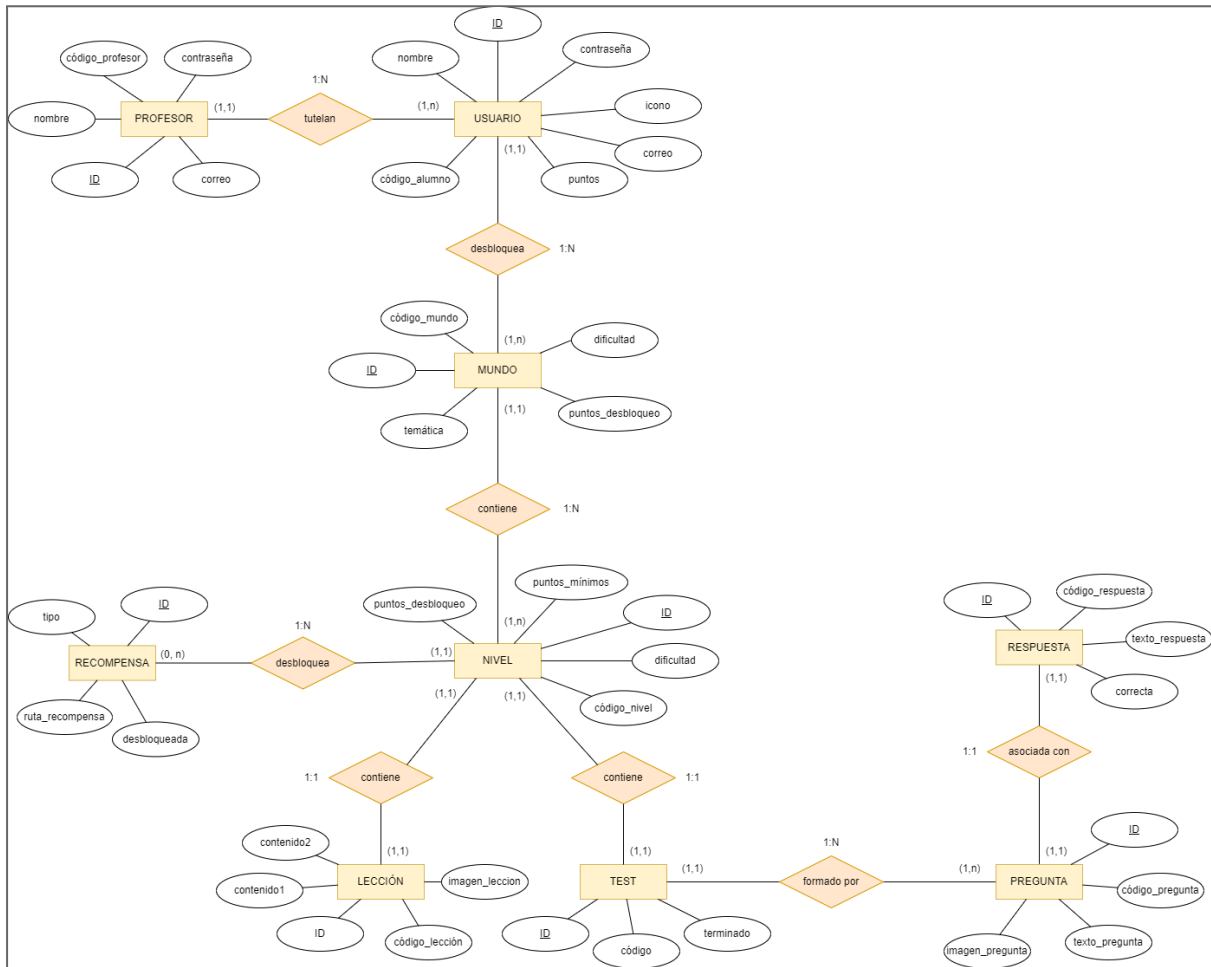 ID
código_profesor
contraseña
nombre
contraseña
1:N
icono
(1,1)
(1,n)
nombre
PROFESOR
tutelan
USUARIO
(1,1)
correo
ID
correo
código_alumno
puntos
desbloquea
1:N
código_mundo
(1,n)
dificultad
ID
MUNDO
(1,1)
puntos_desbloqueo
temática
contiene
1:N
puntos_mínimos
puntos_desbloqueo
código_respuesta
ID
ID
ID
tipo
1:N
(1,n)
texto_respuesta
(0, n)
(1,1)
RECOMPENSA
desbloquea
NIVEL
dificultad
RESPUESTA
(1,1)
(1,1)
(1,1)
correcta
código_nivel
ruta_recompensa
desbloqueada
1:1
asociada con
1:1
contiene
contiene
1:1
ID
contenido2
(1,1)
(1,1)
1:N
(1,1)
(1,1)
(1,n)
LECCIÓN
imagen_leccion
TEST
formado por
PREGUNTA
contenido1
código_pregunta
ID
código_lección
ID
código
terminado
imagen_pregunta
texto_pregunta